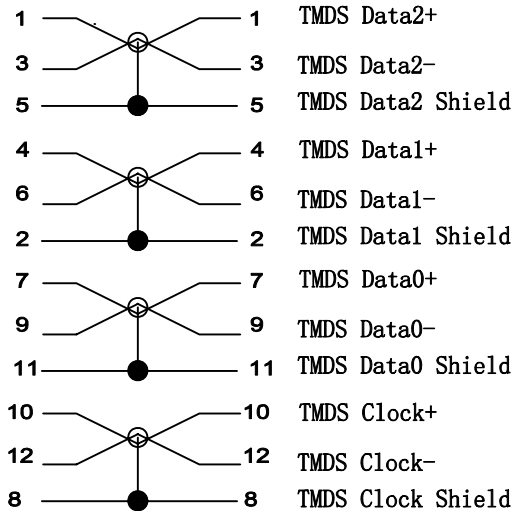 1 1 TMDS Data2+
3 3 TMDS Data2-
5 5 TMDS Data2 Shield
4 4 TMDS Data1+
6 6 TMDS Data1-
2 2 TMDS Data1 Shield
7 7 TMDS Data0+
9 9 TMDS Data0-
11 11 TMDS Data0 Shield
10 10 TMDS Clock+
12 12 TMDS Clock-
8 8 TMDS Clock Shield